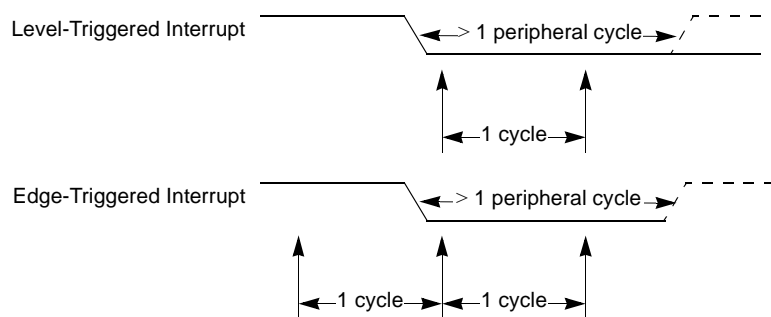 Level-Triggered Interrupt
> 1 peripheral cycle
1 cycle
Edge-Triggered Interrupt
> 1 peripheral cycle
1 cycle
1 cycle